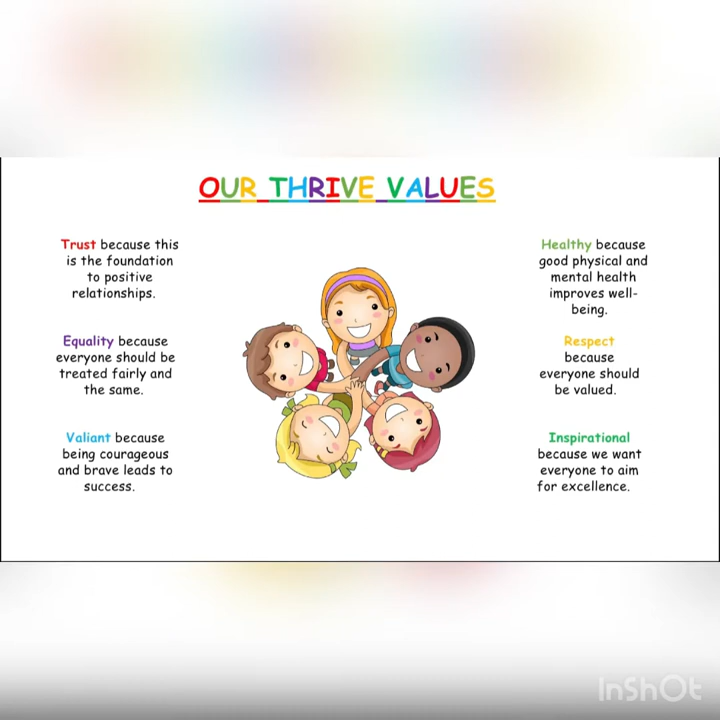 OUR THRIVE VALUES
Trust because this
is the foundation
to positive
relationships.
Equality because
everyone should be
treated fairly and
the same.
Valiant because
being courageous
and brave leads to
success.
Healthy because
good physical and
mental health
improves well-
being.
Respect
because
everyone should
be valued.
Inspirational
because we want
everyone to aim
for excellence.
InShOt